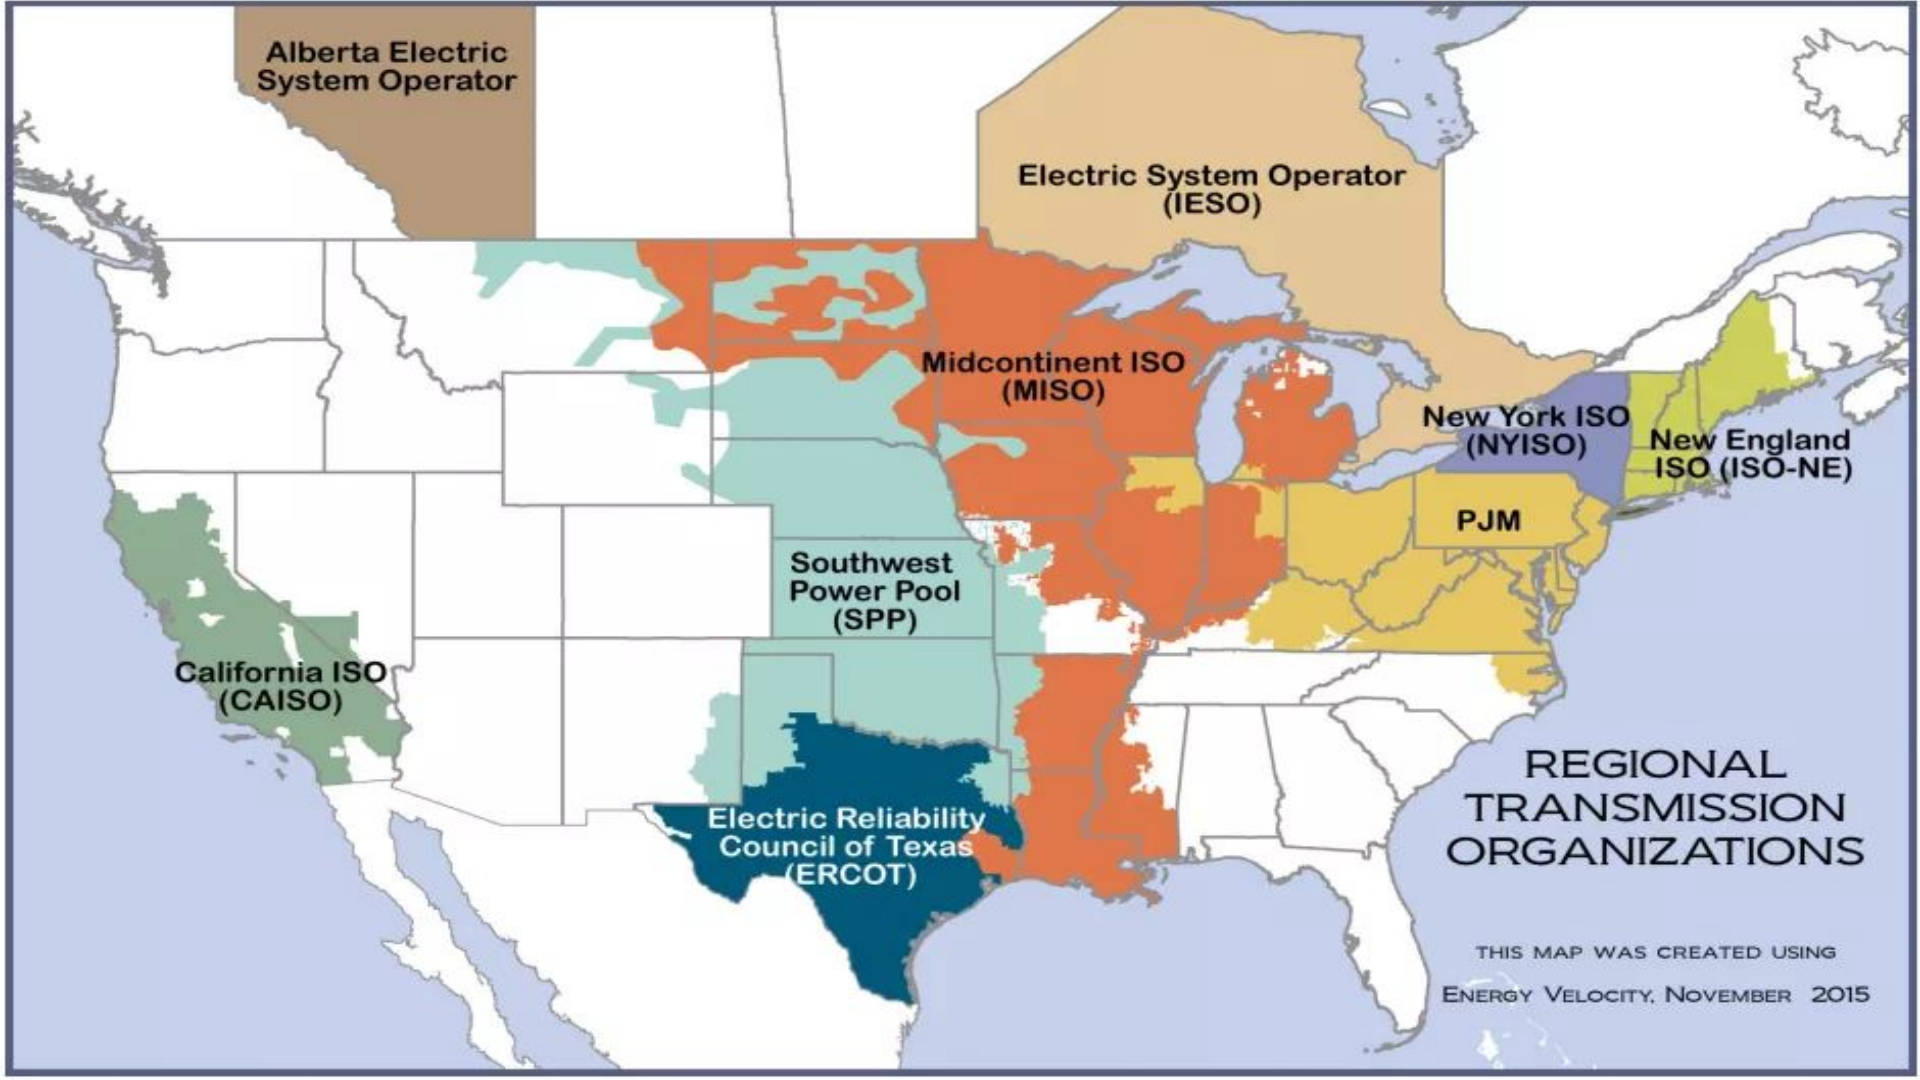 Alberta Electric
System Operator
Electric System Operator
(IESO)
Midcontinent ISO
(MISO)
New York ISO
(NYISO)
New England
ISO (ISO-NE)
PJM
Southwest
Power Pool
(SPP)
California ISO
(CAISO)
Electric Reliability
Council of Texas
(ERCOT)
REGIONAL
TRANSMISSION
ORGANIZATIONS
THIS MAP WAS CREATED USING
ENERGY VELOCITY, NOVEMBER 2015